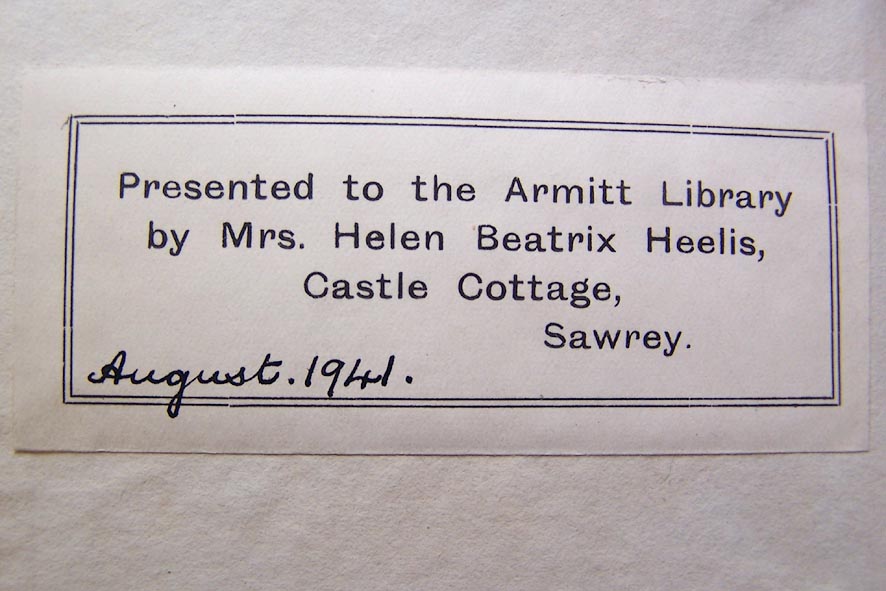 Presented to the Armitt Library
by Mrs. Helen Beatrix Heelis,
Castle Cottage,
Sawrey.
August. 1941.